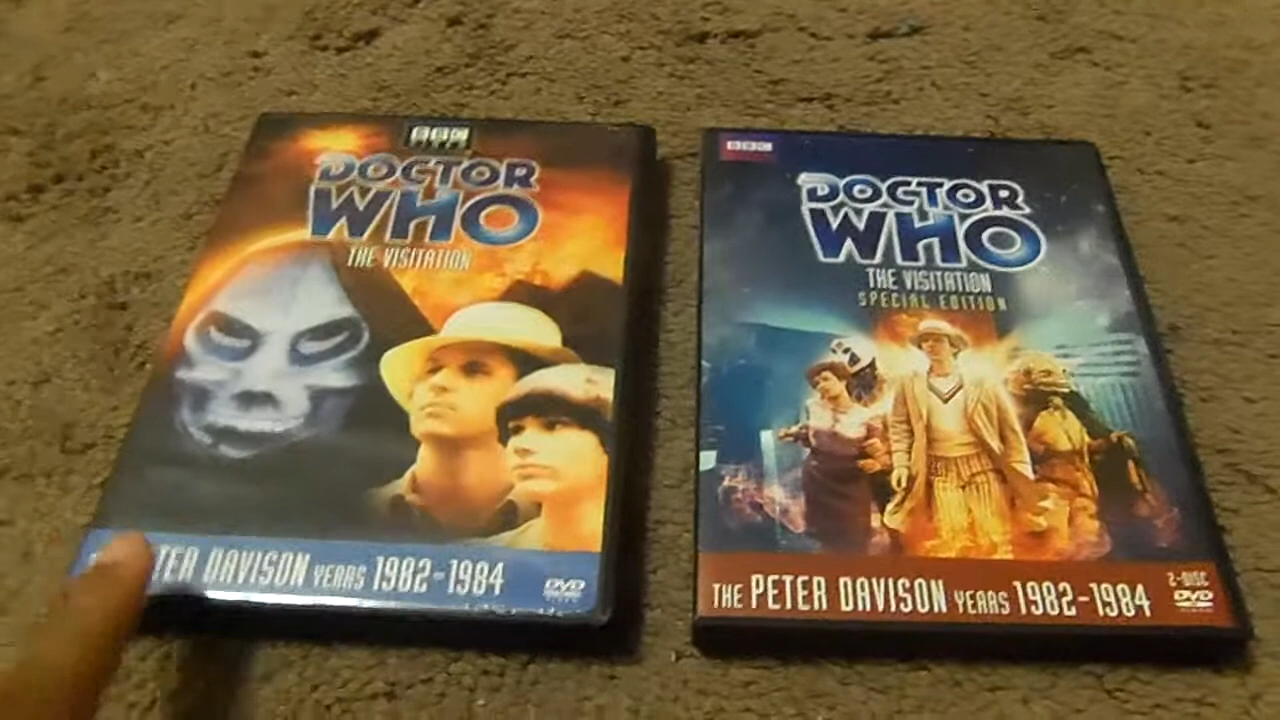 BBC
DOCTOR
WHO
THE VISITATION
TER DAVISON YEARS 1982-1984
DVD
BBC
DOCTOR
WHO
THE VISITATION
SPECIAL EDITION
THE PETER DAVISON YEARS 1982-1984
2-DISC
DVD